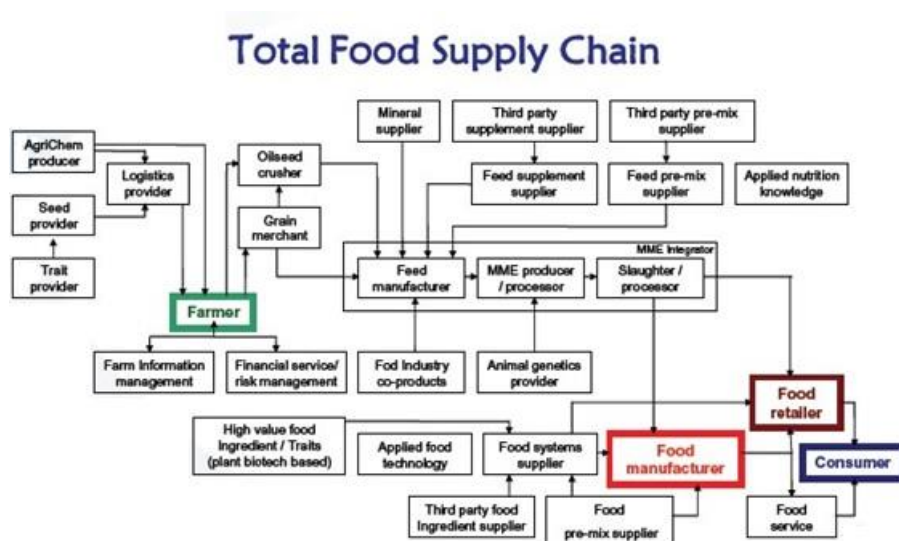 Total Food Supply Chain
Mineral
supplier
Third party
supplement supplier
Third party pre-mix
supplier
AgriChem
producer
Logistics
provider
Oilseed
crusher
Feed supplement
supplier
Feed pre-mix
supplier
Applied nutrition
knowledge
Seed
provider
Grain
merchant
MME Integrator
Trait
provider
Feed
manufacturer
MME producer
/ processor
Slaughter /
processor
Farmer
Farm Information
management
Financial service/
risk management
Fod Industry
co-products
Animal genetics
provider
Food
retailer
High value food
Ingredient / Traits
(plant biotech based)
Applied food
technology
Food systems
supplier
Food
manufacturer
Consumer
Third party food
Ingredient supplier
Food
pre-mix supplier
Food
service